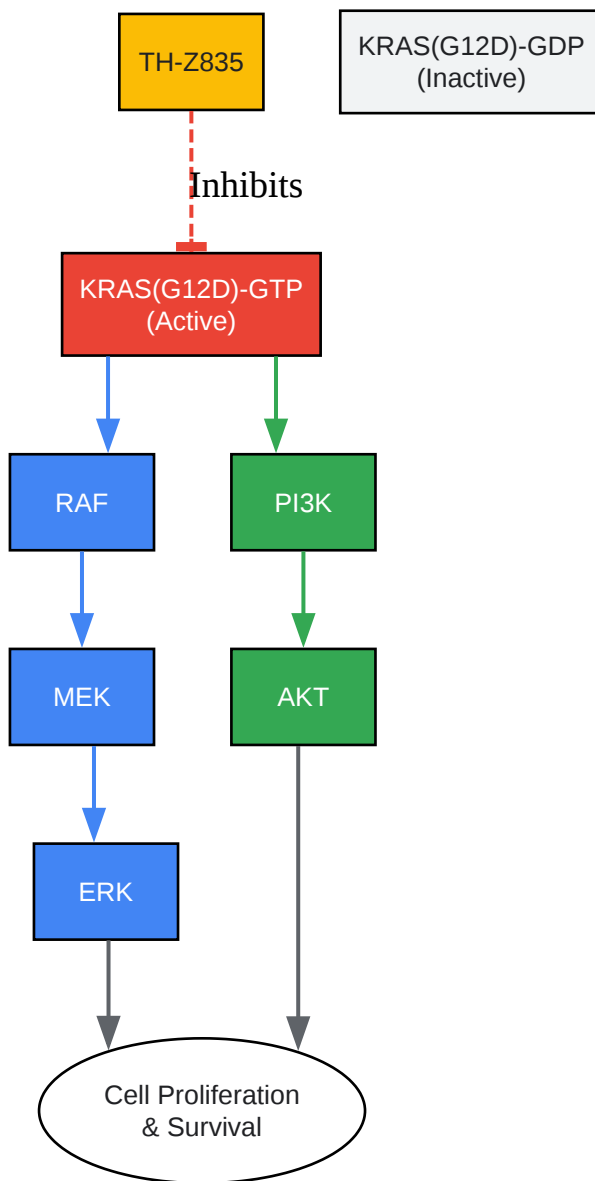 TH-Z835
KRAS(G12D)-GDP
(Inactive)
Inhibits
KRAS(G12D)-GTP
(Active)
RAF
PI3K
MEK
AKT
ERK
Cell Proliferation
& Survival